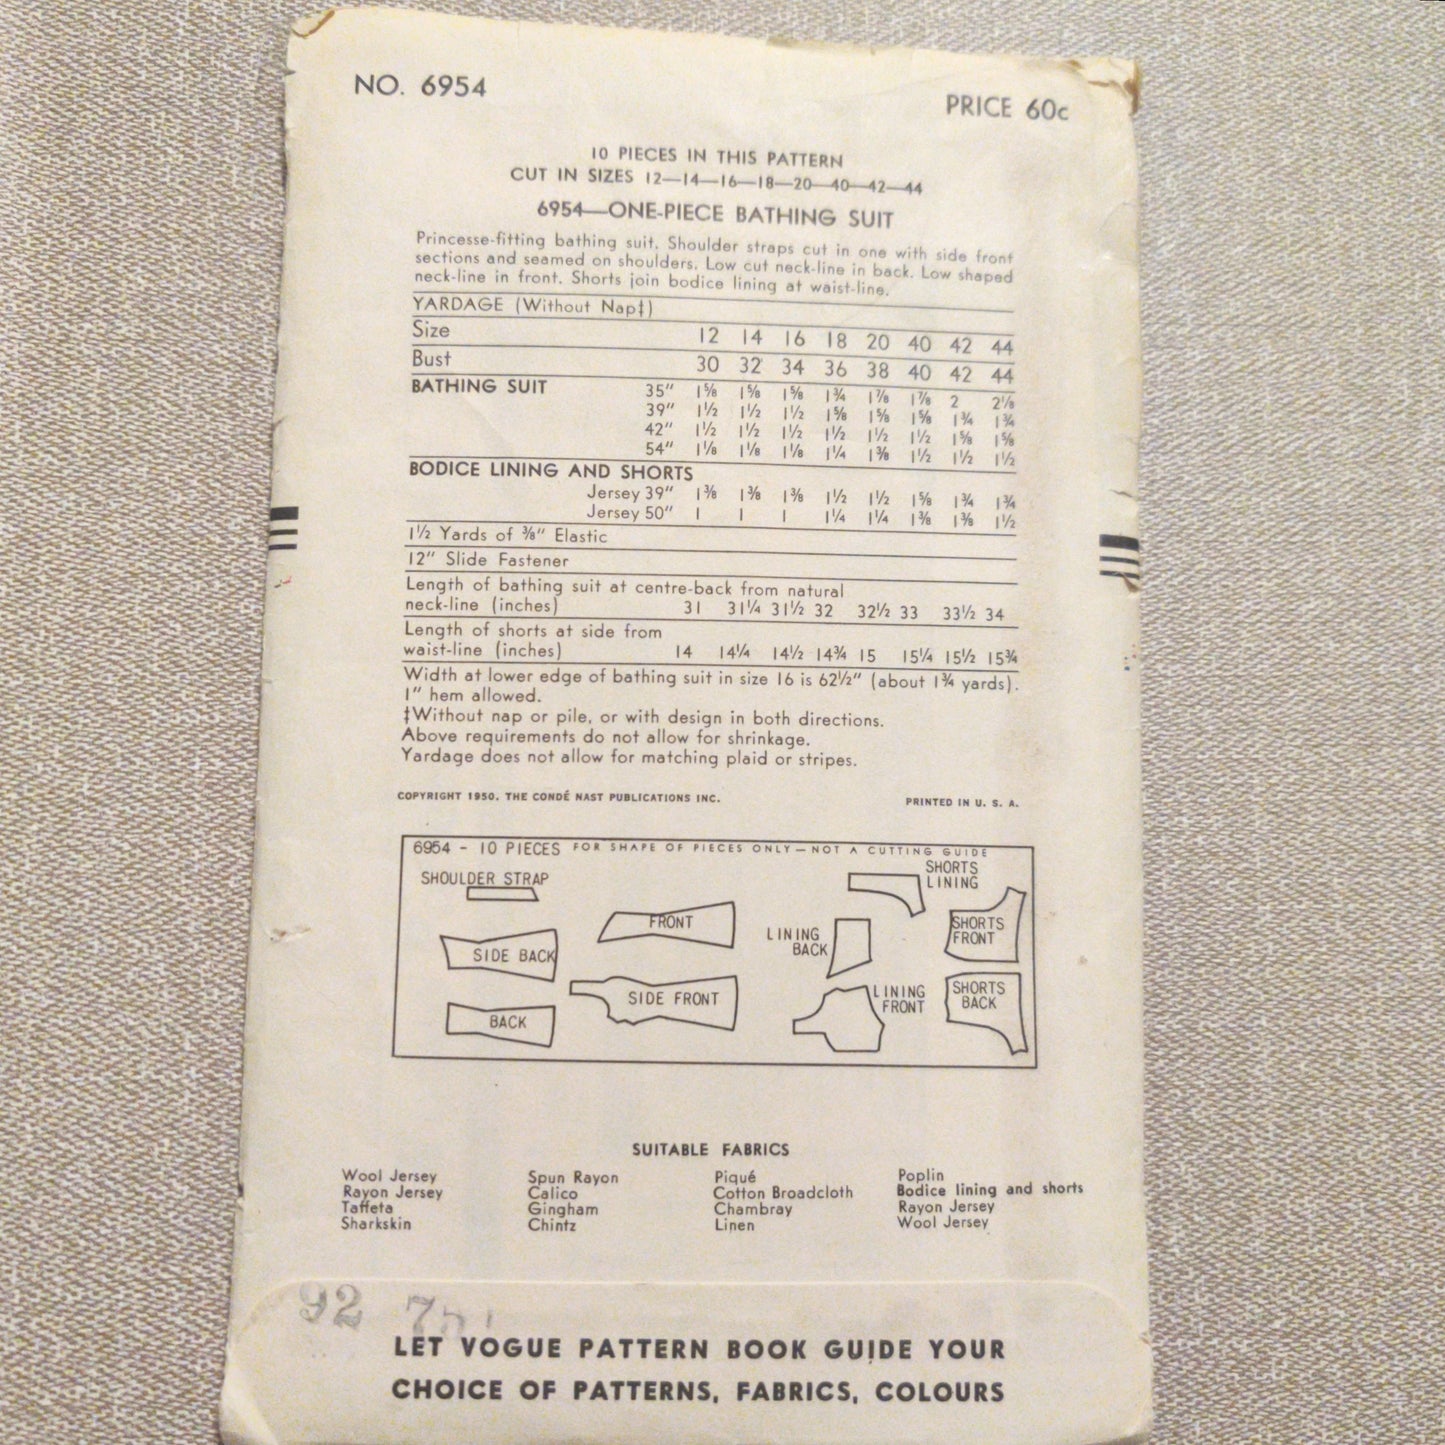 NO. 6954
PRICE 60c
10 PIECES IN THIS PATTERN
CUT IN SIZES 12—14—16—18—20—40—42—44
6954—ONE-PIECE BATHING SUIT
Princesse-fitting bathing suit. Shoulder straps cut in one with side front
sections and seamed on shoulders. Low cut neck-line in back. Low shaped
neck-line in front. Shorts join bodice lining at waist-line.
YARDAGE (Without Nap‡)
Size 12 14 16 18 20 40 42 44
Bust 30 32 34 36 38 40 42 44
BATHING SUIT 35" 1⅝ 1⅝ 1⅝ 1¾ 1⅞ 1⅞ 2 2⅛
39" 1½ 1½ 1½ 1⅝ 1⅝ 1⅝ 1¾ 1¾
42" 1½ 1½ 1½ 1½ 1½ 1½ 1⅝ 1⅝
54" 1⅛ 1⅛ 1⅛ 1¼ 1⅜ 1½ 1½ 1½
BODICE LINING AND SHORTS
Jersey 39" 1⅜ 1⅜ 1⅜ 1½ 1½ 1⅝ 1¾ 1¾
Jersey 50" 1 1 1 1¼ 1¼ 1⅜ 1⅜ 1½
1½ Yards of ⅜" Elastic
12" Slide Fastener
Length of bathing suit at centre-back from natural
neck-line (inches) 31 31¼ 31½ 32 32½ 33 33½ 34
Length of shorts at side from
waist-line (inches) 14 14¼ 14½ 14¾ 15 15¼ 15½ 15¾
Width at lower edge of bathing suit in size 16 is 62½" (about 1¾ yards).
1" hem allowed.
‡Without nap or pile, or with design in both directions.
Above requirements do not allow for shrinkage.
Yardage does not allow for matching plaid or stripes.
COPYRIGHT 1950. THE CONDÉ NAST PUBLICATIONS INC.
PRINTED IN U. S. A.
6954 - 10 PIECES FOR SHAPE OF PIECES ONLY—NOT A CUTTING GUIDE
SHOULDER STRAP
SIDE BACK
BACK
FRONT
SIDE FRONT
SHORTS
LINING
LINING
BACK
LINING
FRONT
SHORTS
FRONT
SHORTS
BACK
SUITABLE FABRICS
Wool Jersey
Rayon Jersey
Taffeta
Sharkskin
Spun Rayon
Calico
Gingham
Chintz
Piqué
Cotton Broadcloth
Chambray
Linen
Poplin
Bodice lining and shorts
Rayon Jersey
Wool Jersey
92
LET VOGUE PATTERN BOOK GUIDE YOUR
CHOICE OF PATTERNS, FABRICS, COLOURS